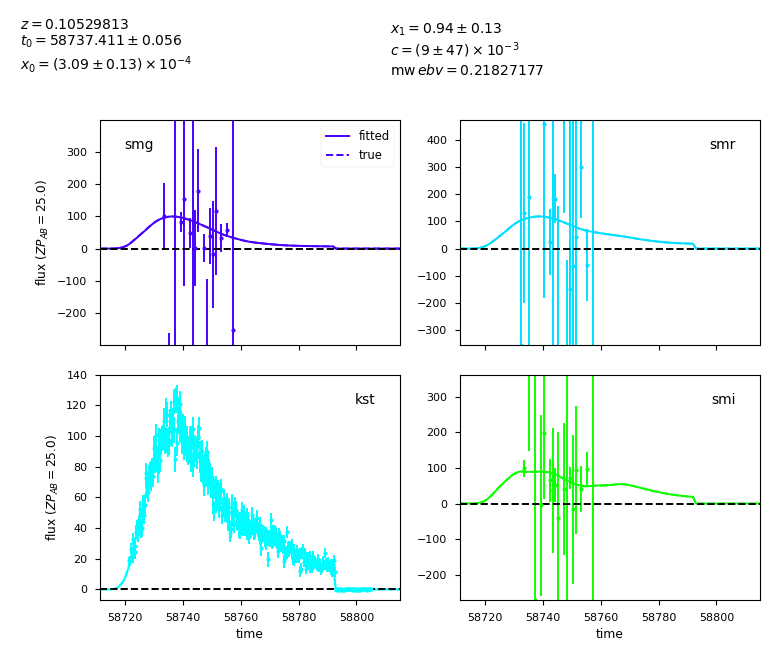 z = 0.10529813
t₀ = 58737.411 ± 0.056
x₀ = (3.09 ± 0.13) × 10⁻⁴
x₁ = 0.94 ± 0.13
c = (9 ± 47) × 10⁻³
mw ebv = 0.21827177
smg
fitted
true
flux (ZP_AB = 25.0)
300
200
100
0
−100
−200
smr
400
300
200
100
0
−100
−200
−300
kst
flux (ZP_AB = 25.0)
140
120
100
80
60
40
20
0
58720 58740 58760 58780 58800
time
smi
300
200
100
0
−100
−200
58720 58740 58760 58780 58800
time